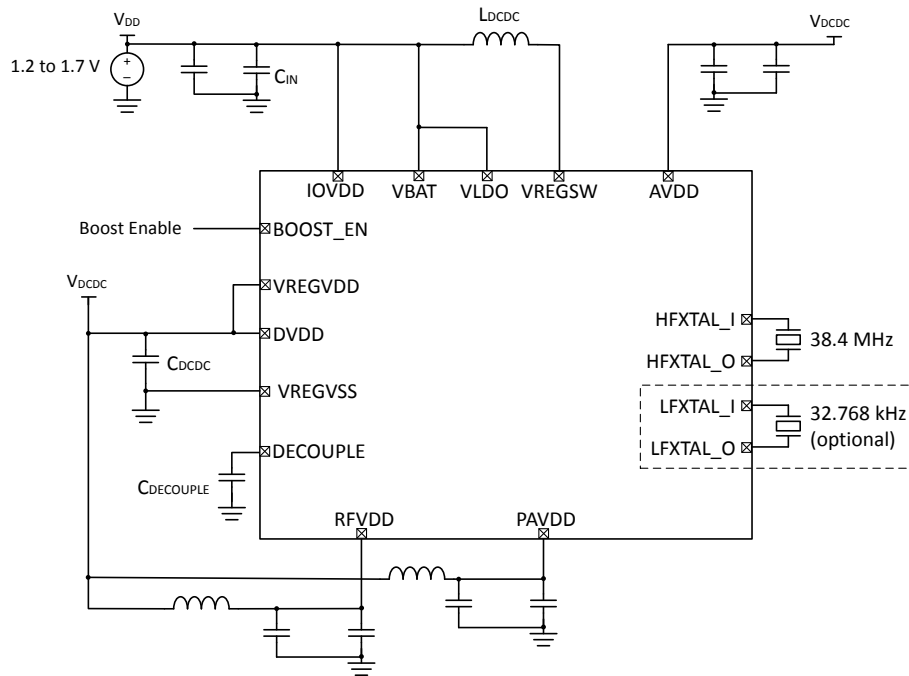 VDD
LDCDC
VDCDC
1.2 to 1.7 V
+
–
CIN
IOVDD
VBAT
VLDO
VREGSW
AVDD
Boost Enable
BOOST_EN
VDCDC
VREGVDD
DVDD
CDCDC
VREGVSS
DECOUPLE
CDECOUPLE
HFXTAL_I
38.4 MHz
HFXTAL_O
LFXTAL_I
32.768 kHz
(optional)
LFXTAL_O
RFVDD
PAVDD